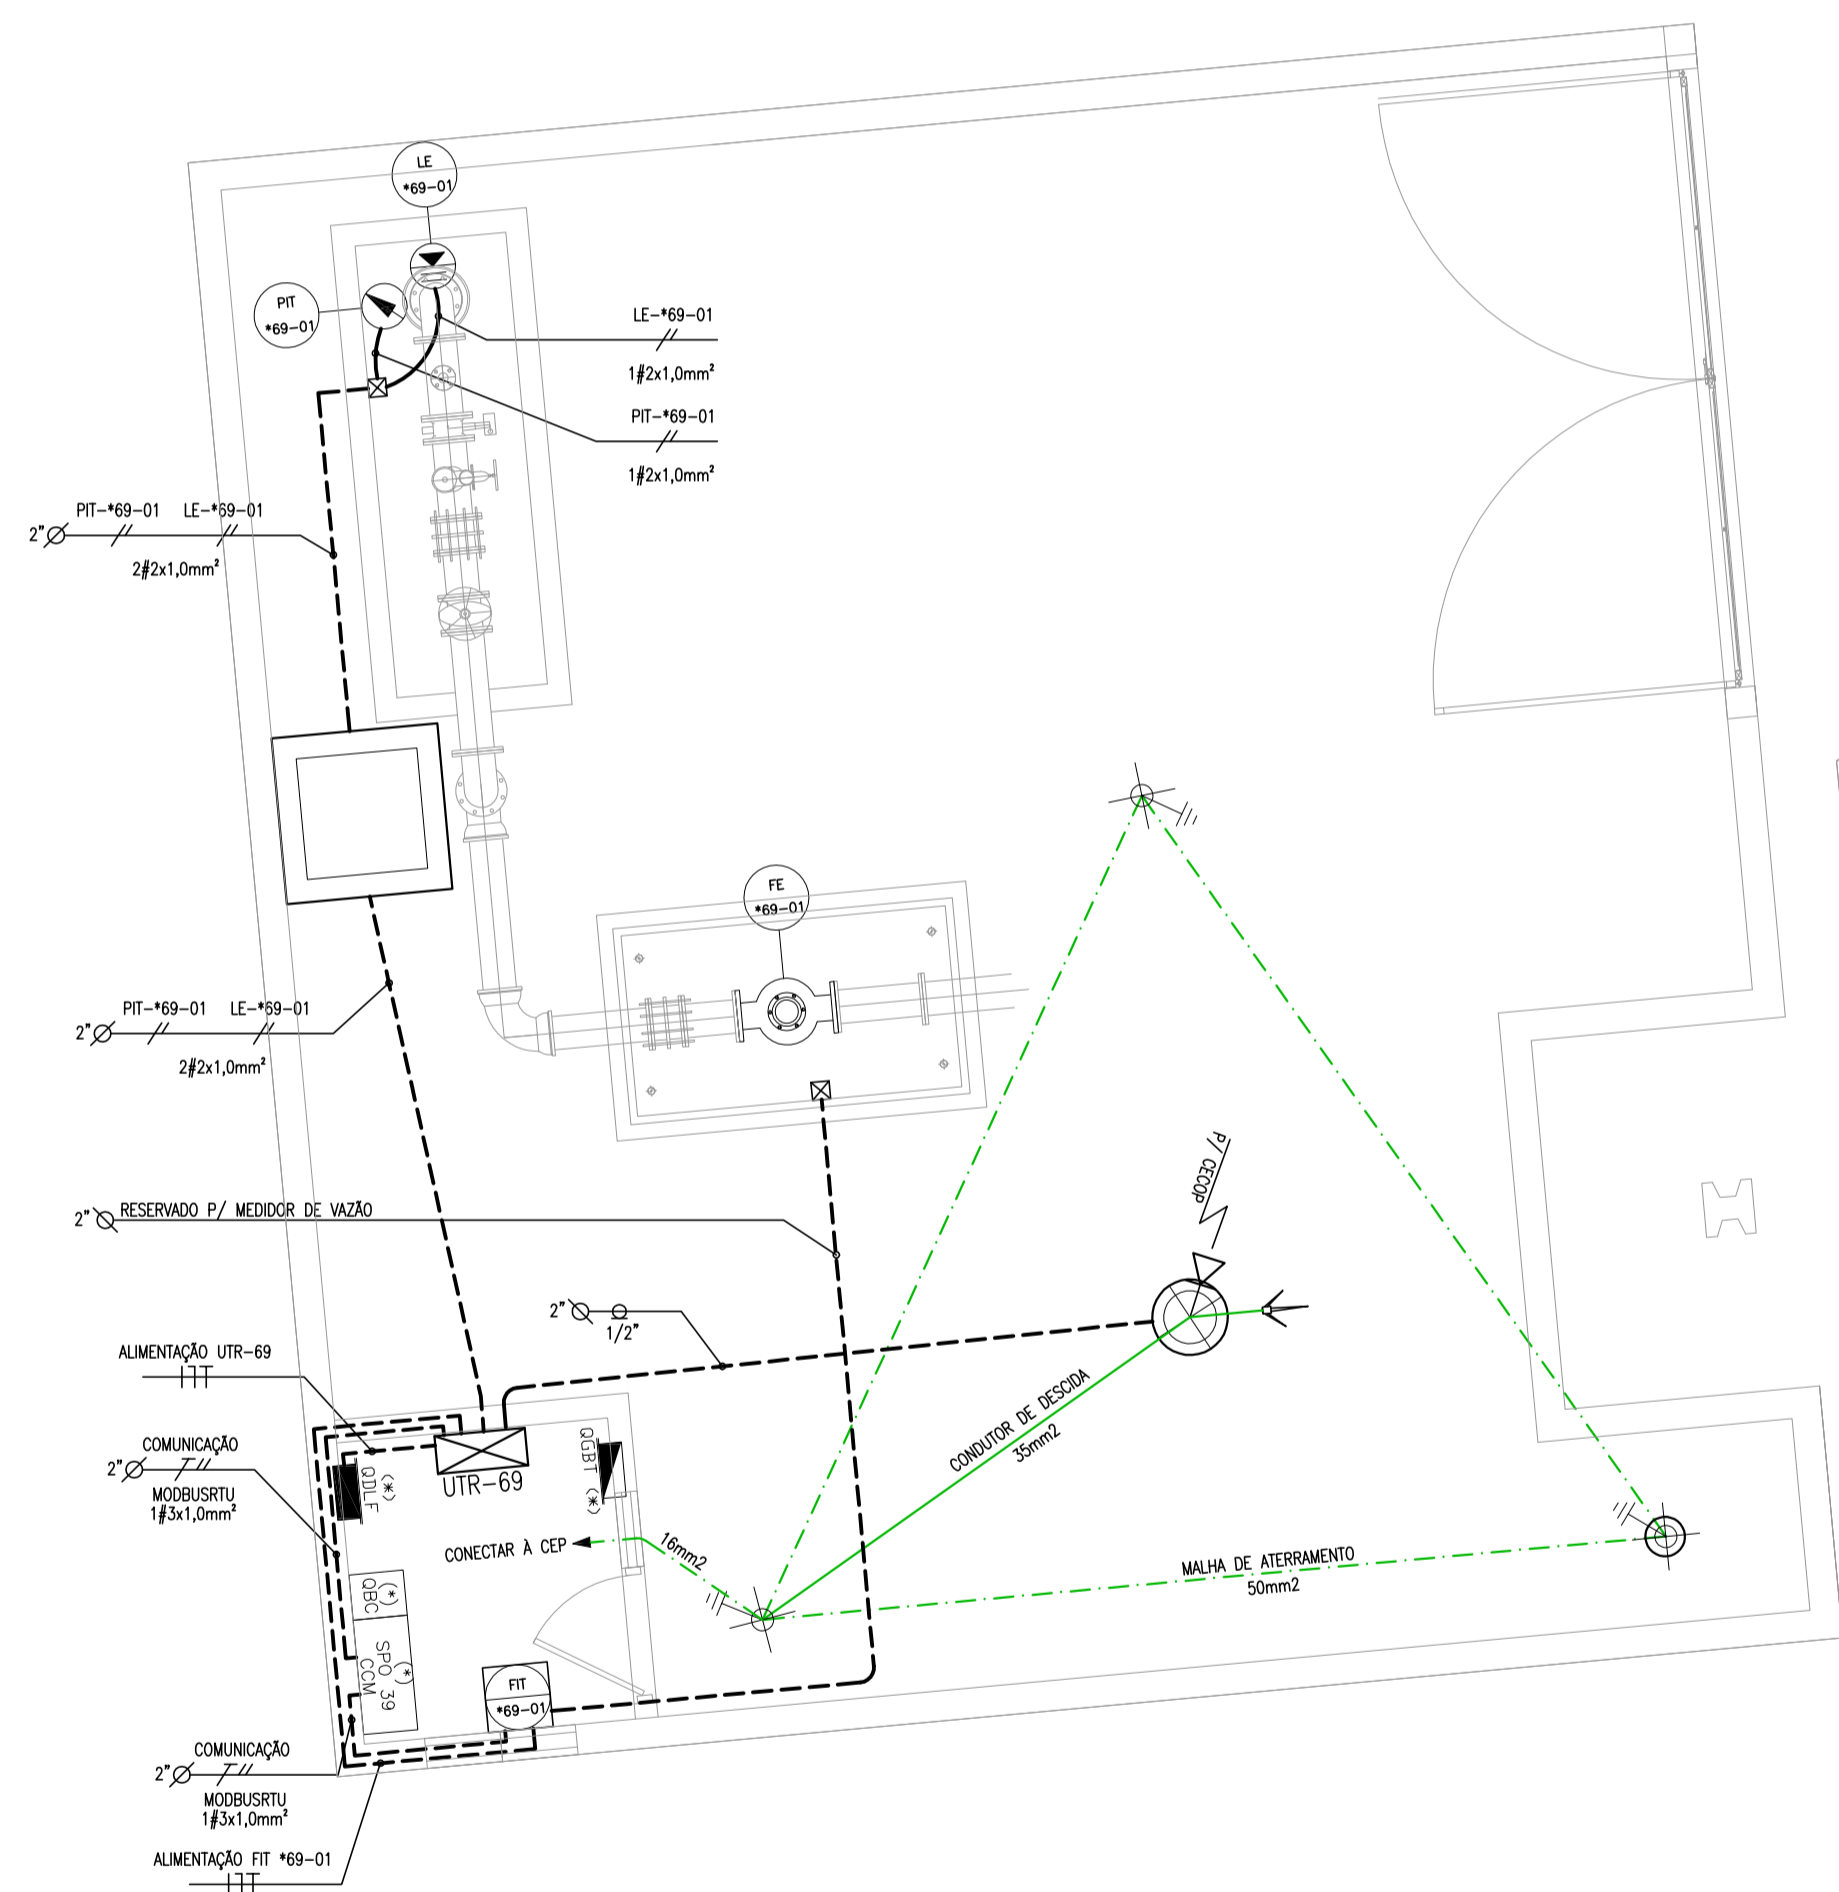 LE
*69-01
PIT
*69-01
LE-*69-01
1#2x1,0mm²
PIT-*69-01
1#2x1,0mm²
PIT-*69-01 LE-*69-01
2"
2#2x1,0mm²
FE
*69-01
PIT-*69-01 LE-*69-01
2"
2#2x1,0mm²
P/ CECOP
2" RESERVADO P/ MEDIDOR DE VAZÃO
2"
1/2"
ALIMENTAÇÃO UTR-69
COMUNICAÇÃO
2"
MODBUSRTU
1#3x1,0mm²
UTR-69
QDLF (*)
QGBT (*)
CONDUTOR DE DESCIDA
35mm2
CONECTAR À CEP
16mm2
MALHA DE ATERRAMENTO
50mm2
(*)
QBC
(*)
SPO 39
CCM
FIT
*69-01
COMUNICAÇÃO
2"
MODBUSRTU
1#3x1,0mm²
ALIMENTAÇÃO FIT *69-01